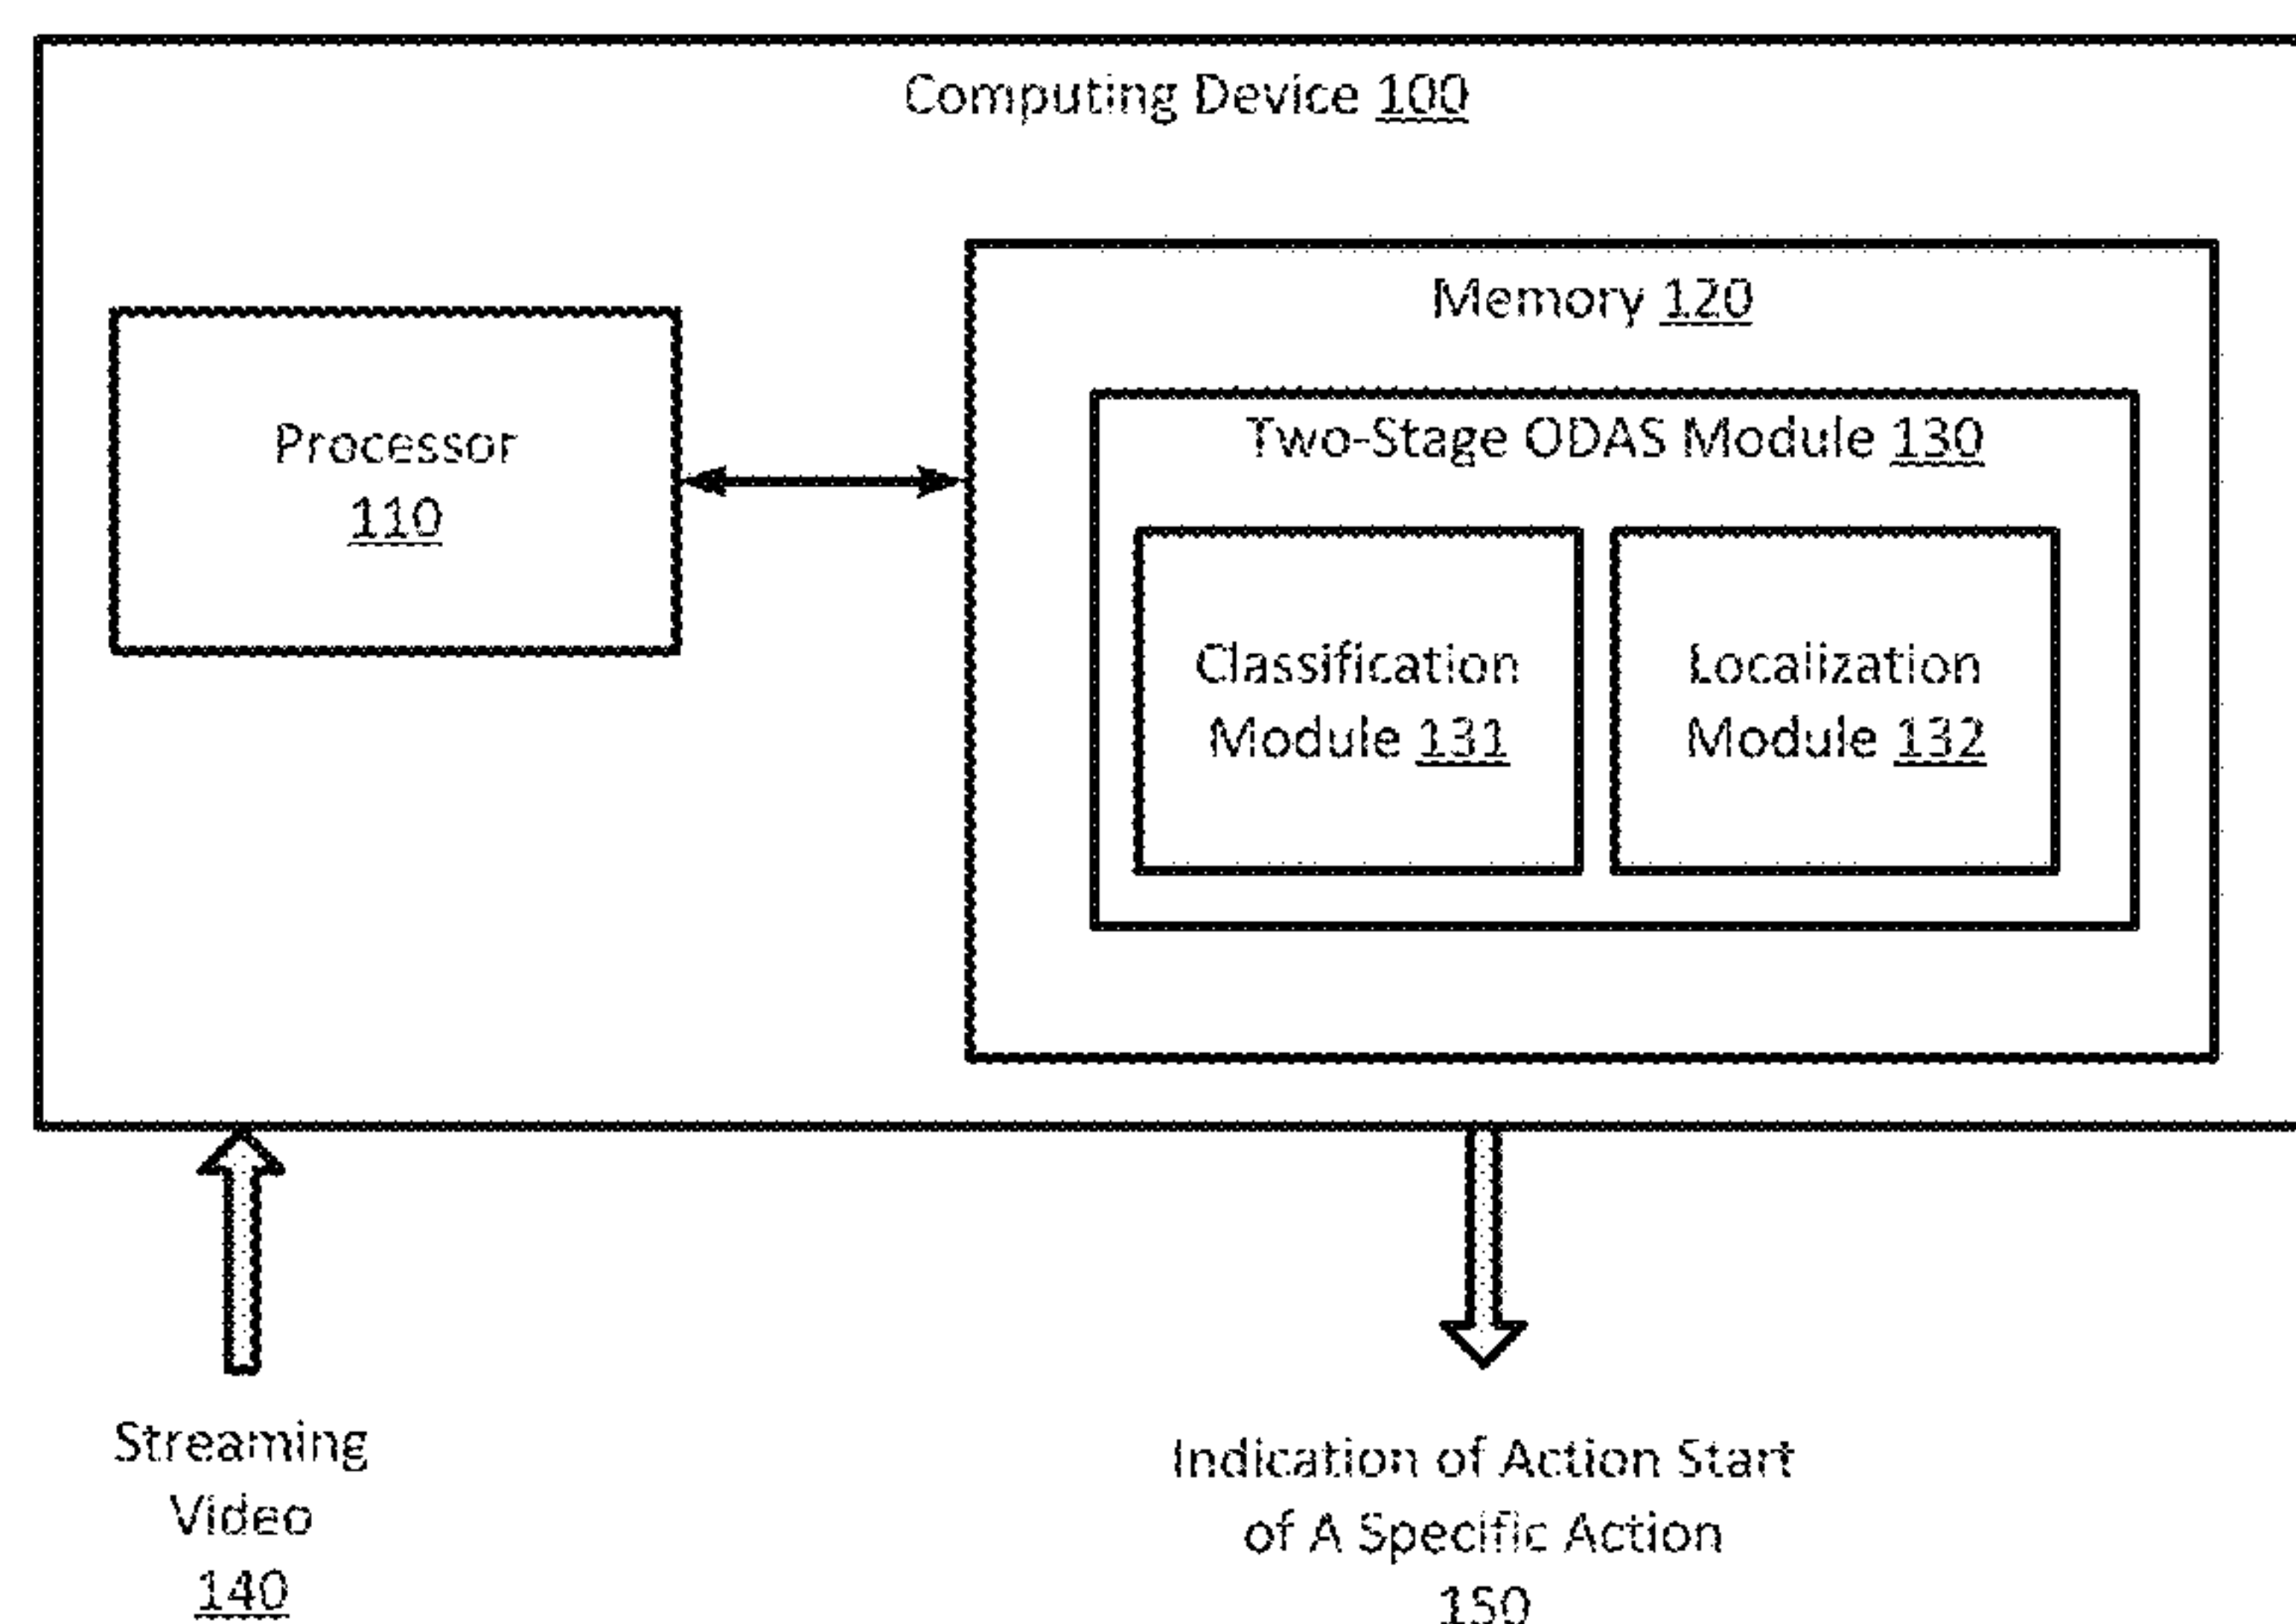 Computing Device 100
Memory 120
Processor
110
Two-Stage ODAS Module 130
Classification
Module 131
Localization
Module 132
Streaming
Video
140
Indication of Action Start
of A Specific Action
150